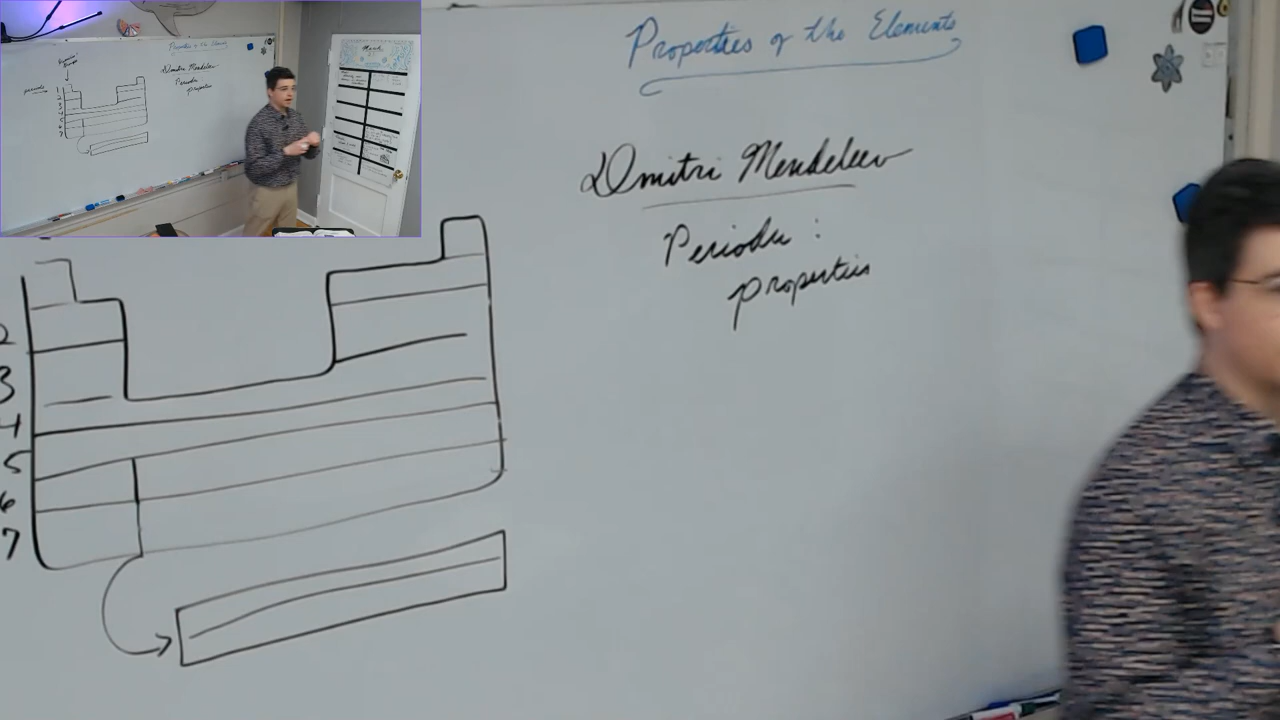 Properties of the Elements
Dmitri Mendeleev
Periodic :
properties
2
3
4
5
6
7